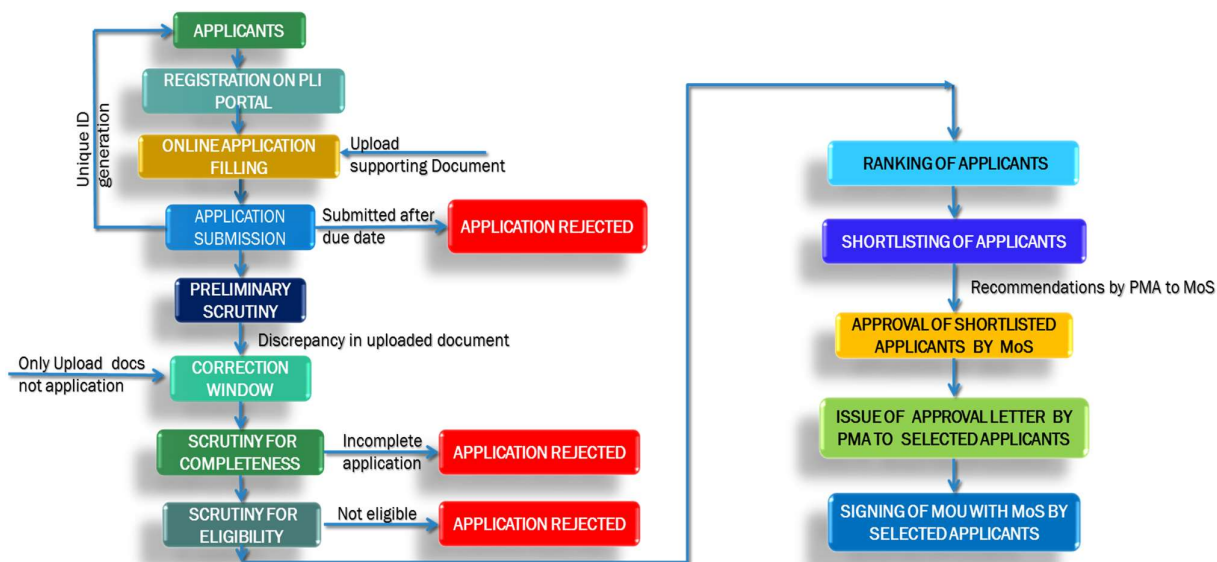 APPLICANTS
REGISTRATION ON PLI
PORTAL
Unique ID
generation
ONLINE APPLICATION
FILLING
Upload
supporting Document
APPLICATION
SUBMISSION
Submitted after
due date
APPLICATION REJECTED
PRELIMINARY
SCRUTINY
Discrepancy in uploaded document
Only Upload docs
not application
CORRECTION
WINDOW
SCRUTINY FOR
COMPLETENESS
Incomplete
application
APPLICATION REJECTED
SCRUTINY FOR
ELIGIBILITY
Not eligible
APPLICATION REJECTED
RANKING OF APPLICANTS
SHORTLISTING OF APPLICANTS
Recommendations by PMA to MoS
APPROVAL OF SHORTLISTED
APPLICANTS BY MoS
ISSUE OF APPROVAL LETTER BY
PMA TO SELECTED APPLICANTS
SIGNING OF MOU WITH MoS BY
SELECTED APPLICANTS